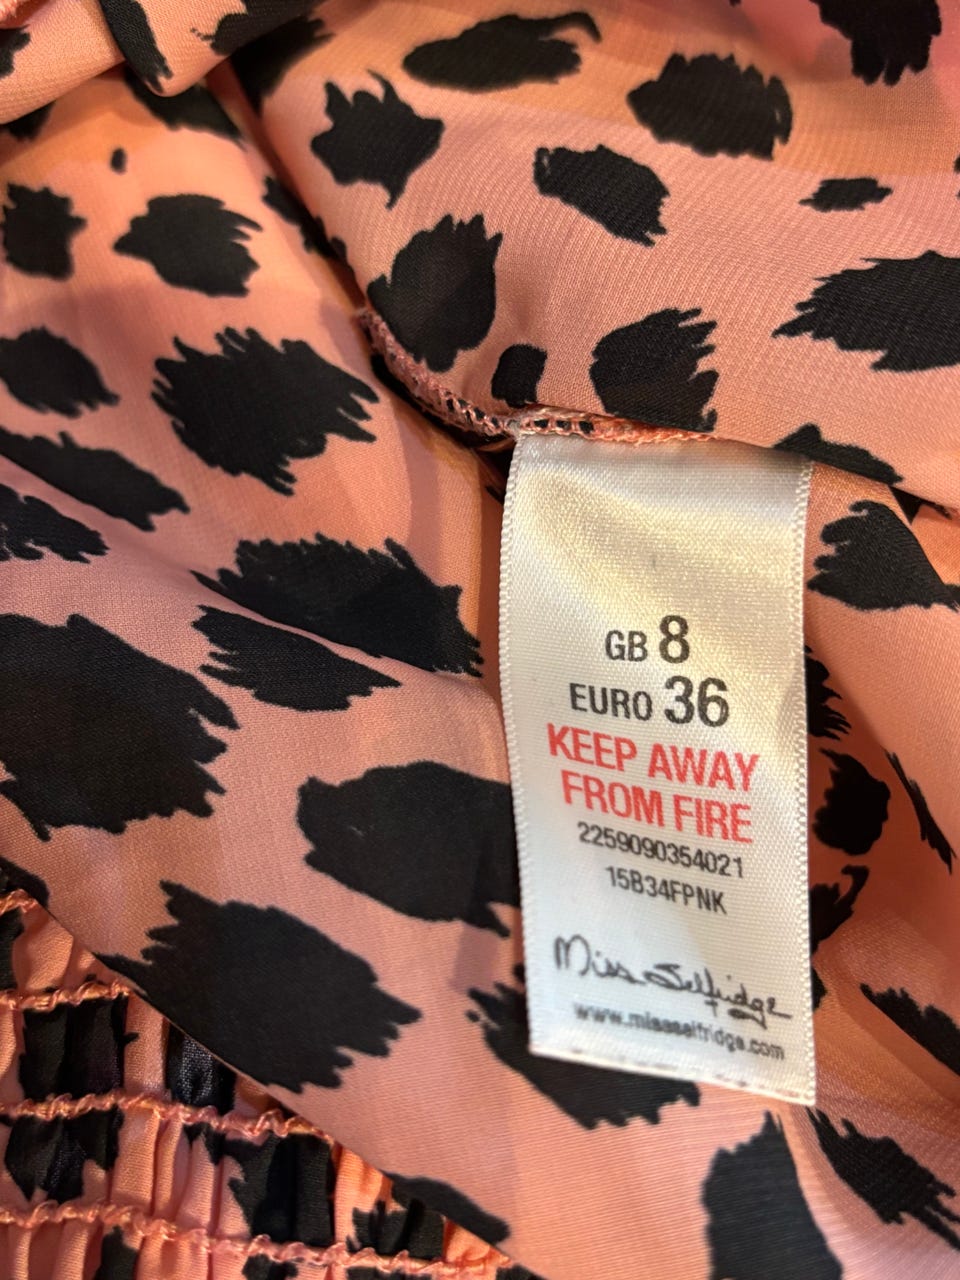 GB 8
EURO 36
KEEP AWAY
FROM FIRE
2259090354021
15B34FPNK
Miss Selfridge
www.missselfridge.com